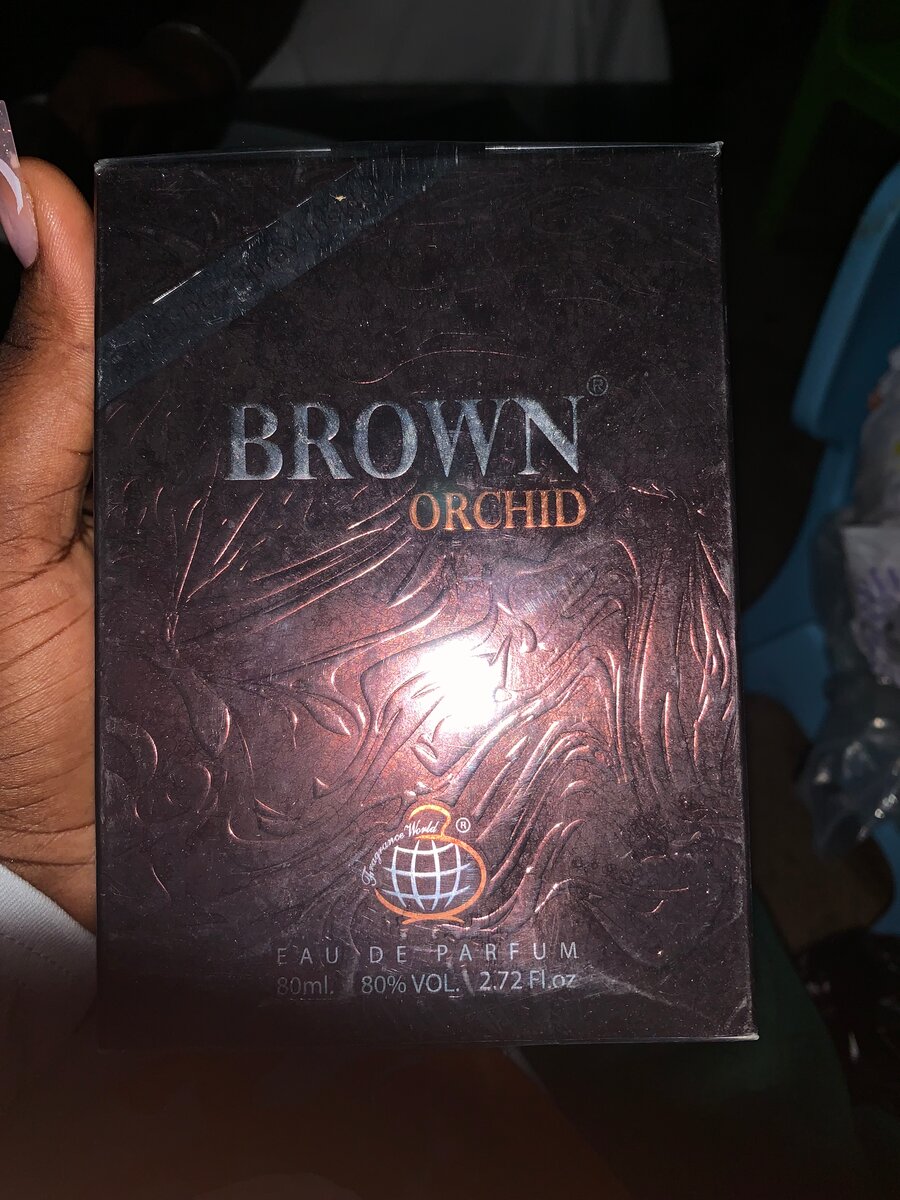 BROWN®
ORCHID
Fragrance World ®
EAU DE PARFUM
80ml. 80% VOL. 2.72 Fl.oz